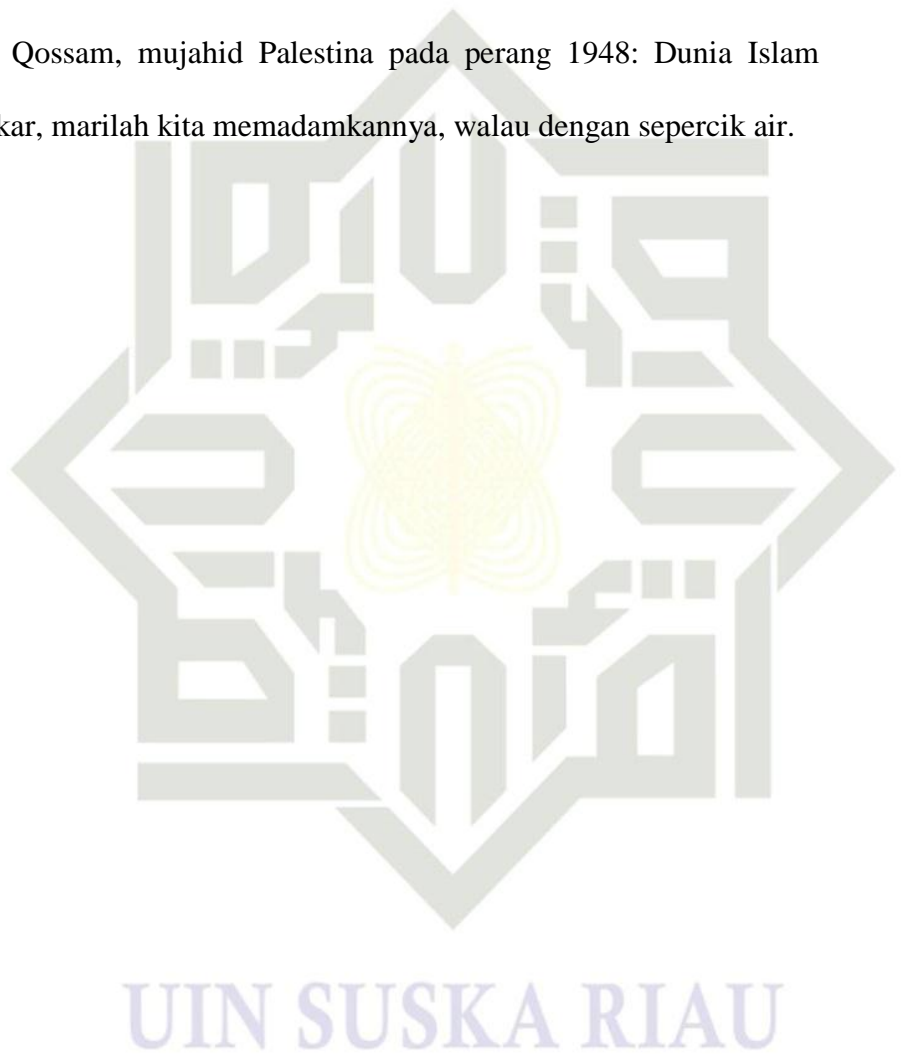 Qossam, mujahid Palestina pada perang 1948: Dunia Islam
kar, marilah kita memadamkannya, walau dengan sepercik air.
UIN SUSKA RIAU